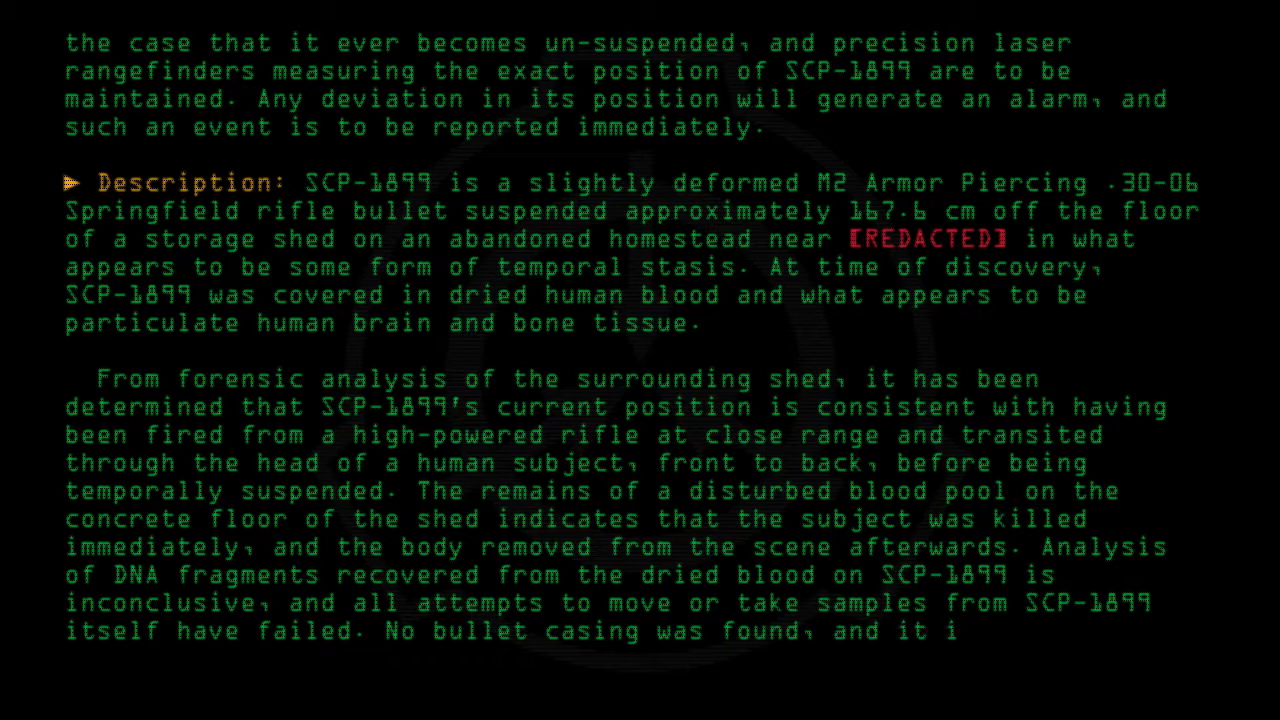 the case that it ever becomes un-suspended, and precision laser
rangefinders measuring the exact position of SCP-1899 are to be
maintained. Any deviation in its position will generate an alarm, and
such an event is to be reported immediately.
► Description: SCP-1899 is a slightly deformed M2 Armor Piercing .30-06
Springfield rifle bullet suspended approximately 167.6 cm off the floor
of a storage shed on an abandoned homestead near [REDACTED] in what
appears to be some form of temporal stasis. At time of discovery,
SCP-1899 was covered in dried human blood and what appears to be
particulate human brain and bone tissue.
From forensic analysis of the surrounding shed, it has been
determined that SCP-1899's current position is consistent with having
been fired from a high-powered rifle at close range and transited
through the head of a human subject, front to back, before being
temporally suspended. The remains of a disturbed blood pool on the
concrete floor of the shed indicates that the subject was killed
immediately, and the body removed from the scene afterwards. Analysis
of DNA fragments recovered from the dried blood on SCP-1899 is
inconclusive, and all attempts to move or take samples from SCP-1899
itself have failed. No bullet casing was found, and it i